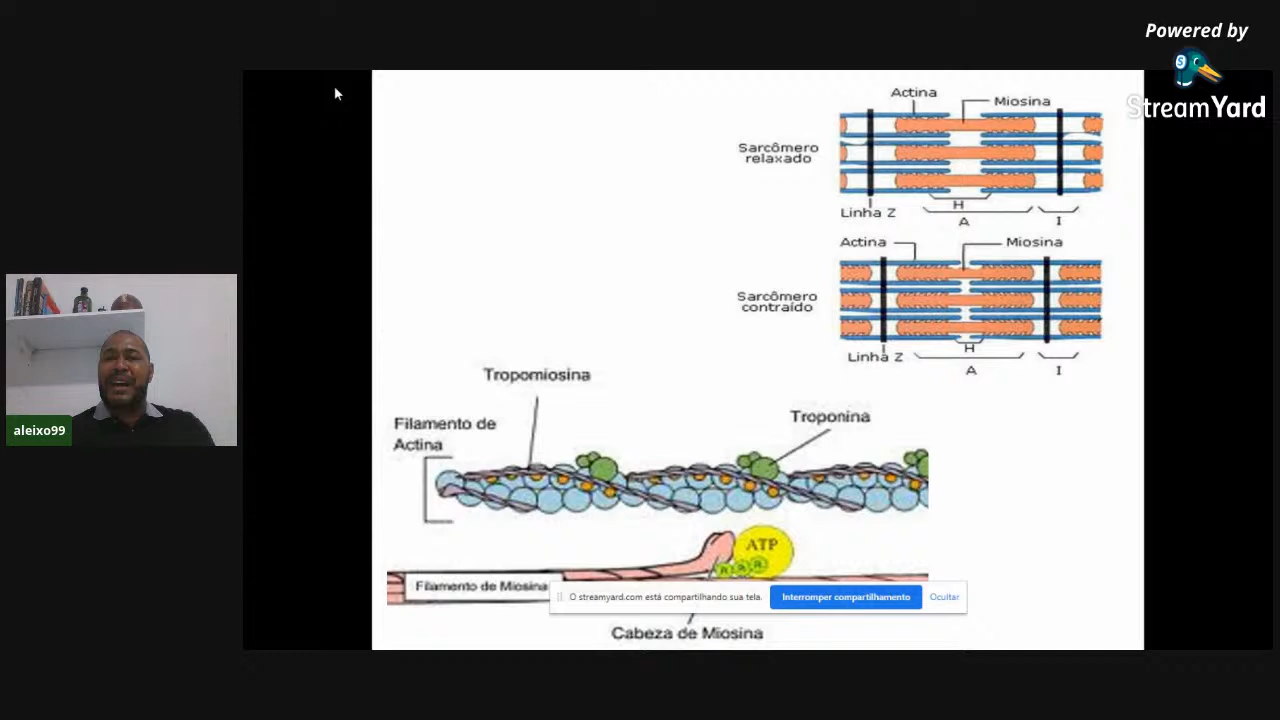 Powered by
StreamYard
Actina
Miosina
Sarcômero
relaxado
H
Linha Z
A
I
Actina
Miosina
Sarcômero
contraído
H
Linha Z
A
I
Tropomiosina
Filamento de
Actina
Troponina
ATP
Filamento de Miosina
O streamyard.com está compartilhando sua tela.
Interromper compartilhamento
Ocultar
Cabeza de Miosina
aleixo99